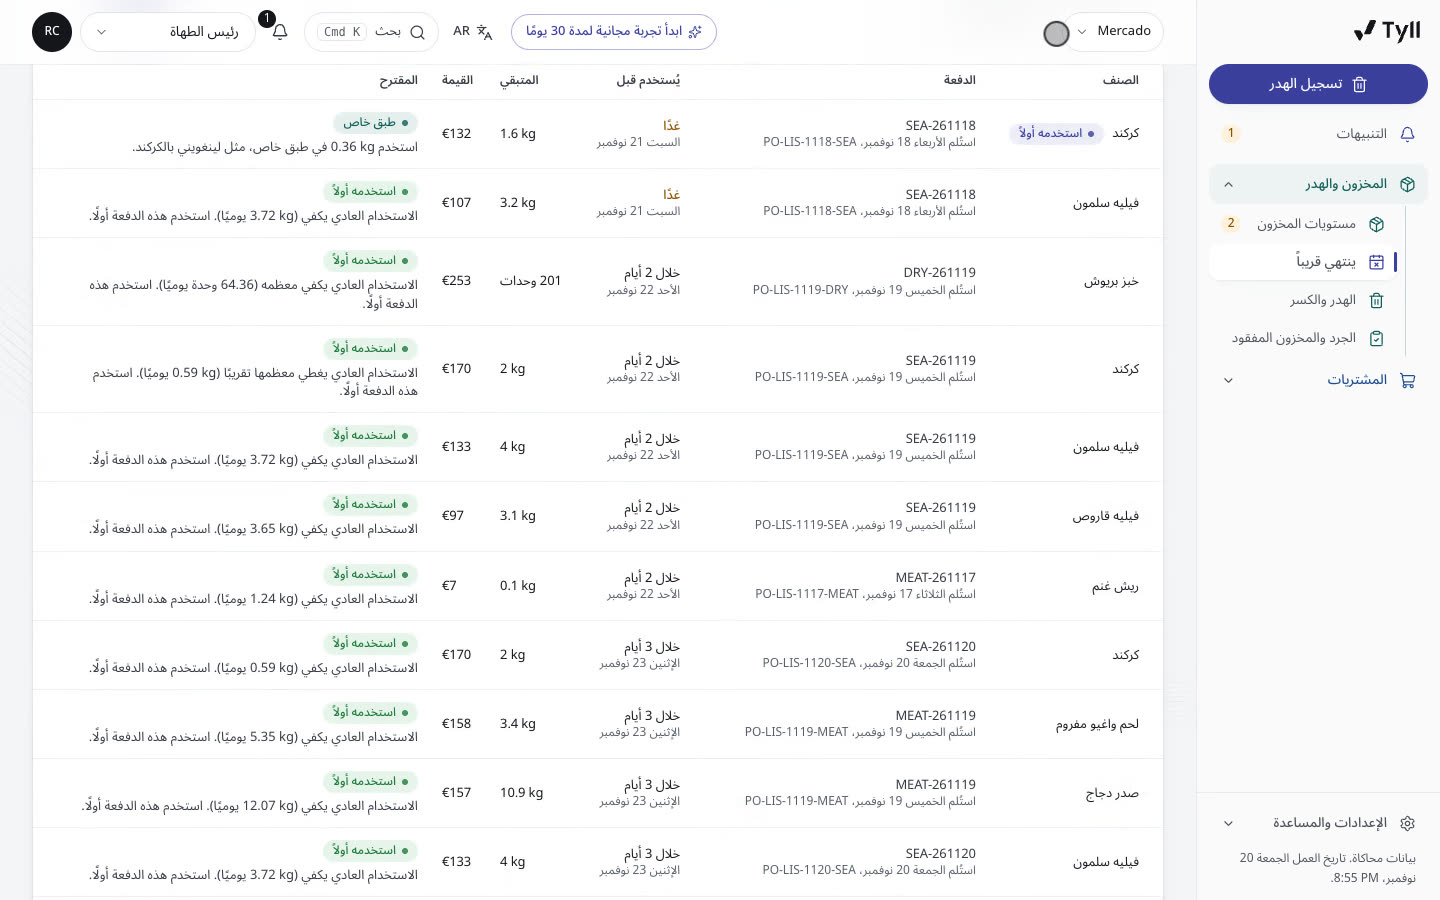 Tyll
تسجيل الهدر
التنبيهات
1
المخزون والهدر
مستويات المخزون
2
ينتهي قريباً
الهدر والكسر
الجرد والمخزون المفقود
المشتريات
الإعدادات والمساعدة
بيانات محاكاة. تاريخ العمل الجمعة 20
نوفمبر، 8:55 PM.
Mercado
ابدأ تجربة مجانية لمدة 30 يومًا
AR
بحث
Cmd K
1
رئيس الطهاة
RC
الصنف الدفعة يُستخدم قبل المتبقي القيمة المقترح
كركند
استخدمه أولاً
SEA-261118
استُلم الأربعاء 18 نوفمبر، PO-LIS-1118-SEA
غدًا
السبت 21 نوفمبر
1.6 kg
€132
طبق خاص
استخدم 0.36 kg في طبق خاص، مثل لينغويني بالكركند.
فيليه سلمون
SEA-261118
استُلم الأربعاء 18 نوفمبر، PO-LIS-1118-SEA
غدًا
السبت 21 نوفمبر
3.2 kg
€107
استخدمه أولاً
الاستخدام العادي يكفي (3.72 kg يوميًا). استخدم هذه الدفعة أولًا.
خبز بريوش
DRY-261119
استُلم الخميس 19 نوفمبر، PO-LIS-1119-DRY
خلال 2 أيام
الأحد 22 نوفمبر
201 وحدات
€253
استخدمه أولاً
الاستخدام العادي يكفي معظمه (64.36 وحدة يوميًا). استخدم هذه
الدفعة أولًا.
كركند
SEA-261119
استُلم الخميس 19 نوفمبر، PO-LIS-1119-SEA
خلال 2 أيام
الأحد 22 نوفمبر
2 kg
€170
استخدمه أولاً
الاستخدام العادي يغطي معظمها تقريبًا (0.59 kg يوميًا). استخدم
هذه الدفعة أولًا.
فيليه سلمون
SEA-261119
استُلم الخميس 19 نوفمبر، PO-LIS-1119-SEA
خلال 2 أيام
الأحد 22 نوفمبر
4 kg
€133
استخدمه أولاً
الاستخدام العادي يكفي (3.72 kg يوميًا). استخدم هذه الدفعة أولًا.
فيليه قاروص
SEA-261119
استُلم الخميس 19 نوفمبر، PO-LIS-1119-SEA
خلال 2 أيام
الأحد 22 نوفمبر
3.1 kg
€97
استخدمه أولاً
الاستخدام العادي يكفي (3.65 kg يوميًا). استخدم هذه الدفعة أولًا.
ريش غنم
MEAT-261117
استُلم الثلاثاء 17 نوفمبر، PO-LIS-1117-MEAT
خلال 2 أيام
الأحد 22 نوفمبر
0.1 kg
€7
استخدمه أولاً
الاستخدام العادي يكفي (1.24 kg يوميًا). استخدم هذه الدفعة أولًا.
كركند
SEA-261120
استُلم الجمعة 20 نوفمبر، PO-LIS-1120-SEA
خلال 3 أيام
الإثنين 23 نوفمبر
2 kg
€170
استخدمه أولاً
الاستخدام العادي يكفي (0.59 kg يوميًا). استخدم هذه الدفعة أولًا.
لحم واغيو مفروم
MEAT-261119
استُلم الخميس 19 نوفمبر، PO-LIS-1119-MEAT
خلال 3 أيام
الإثنين 23 نوفمبر
3.4 kg
€158
استخدمه أولاً
الاستخدام العادي يكفي (5.35 kg يوميًا). استخدم هذه الدفعة أولًا.
صدر دجاج
MEAT-261119
استُلم الخميس 19 نوفمبر، PO-LIS-1119-MEAT
خلال 3 أيام
الإثنين 23 نوفمبر
10.9 kg
€157
استخدمه أولاً
الاستخدام العادي يكفي (12.07 kg يوميًا). استخدم هذه الدفعة أولًا.
فيليه سلمون
SEA-261120
استُلم الجمعة 20 نوفمبر، PO-LIS-1120-SEA
خلال 3 أيام
الإثنين 23 نوفمبر
4 kg
€133
استخدمه أولاً
الاستخدام العادي يكفي (3.72 kg يوميًا). استخدم هذه الدفعة أولًا.